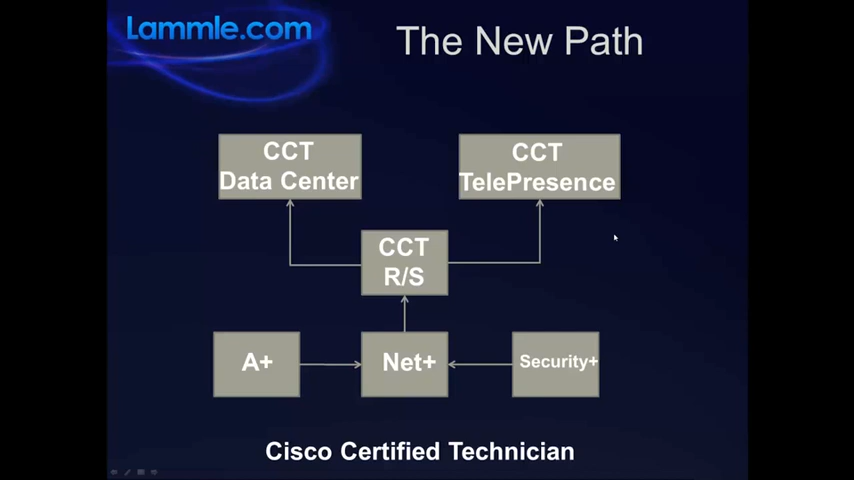 Lammle.com
The New Path
CCT
Data Center
CCT
TelePresence
CCT
R/S
A+
Net+
Security+
Cisco Certified Technician